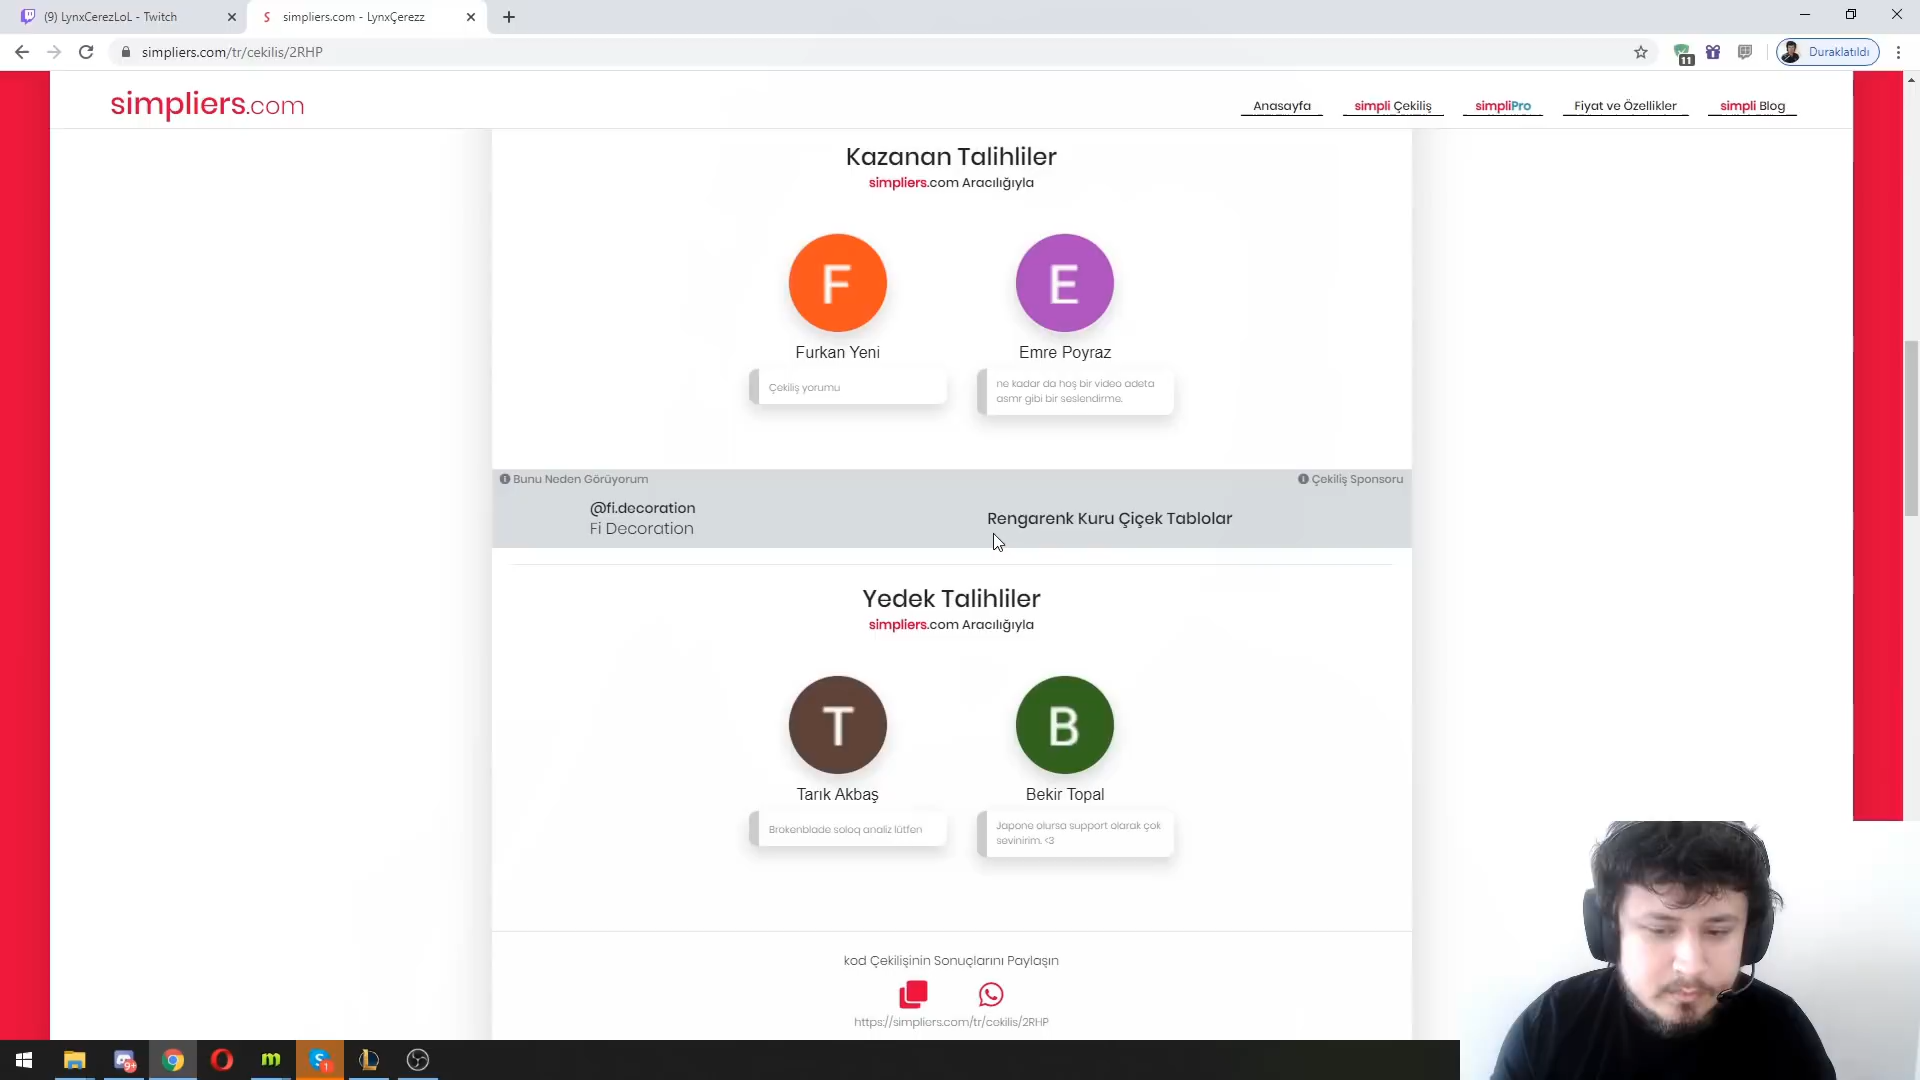 (9) LynxCerezLoL - Twitch
simpliers.com - LynxÇerezz
simpliers.com/tr/cekilis/2RHP
11
Duraklatıldı
simpliers.com
Anasayfa
simpli Çekiliş
simpliPro
Fiyat ve Özellikler
simpli Blog
Kazanan Talihliler
simpliers.com Aracılığıyla
F
E
Furkan Yeni
Emre Poyraz
Çekiliş yorumu
ne kadar da hoş bir video adeta
asmr gibi bir seslendirme.
Bunu Neden Görüyorum
Çekiliş Sponsoru
@fi.decoration
Fi Decoration
Rengarenk Kuru Çiçek Tablolar
Yedek Talihliler
simpliers.com Aracılığıyla
T
B
Tarık Akbaş
Bekir Topal
Brokenblade soloq analiz lütfen
Japone olursa support olarak çok
sevinirim. <3
kod Çekilişinin Sonuçlarını Paylaşın
https://simpliers.com/tr/cekilis/2RHP
9+
1